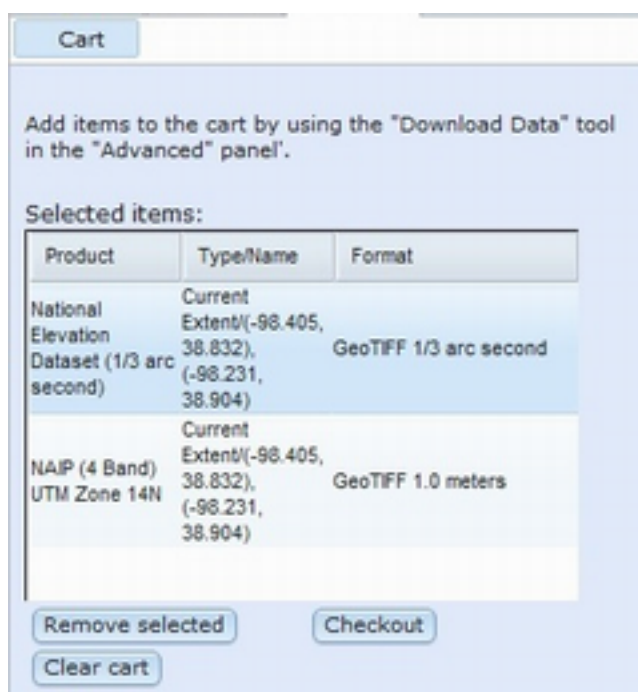 Cart
Add items to the cart by using the "Download Data" tool
in the "Advanced" panel'.
Selected items:
Product Type/Name Format
National
Elevation
Dataset (1/3 arc
second)
Current
Extent/(-98.405,
38.832),
(-98.231,
38.904)
GeoTIFF 1/3 arc second
NAIP (4 Band)
UTM Zone 14N
Current
Extent/(-98.405,
38.832),
(-98.231,
38.904)
GeoTIFF 1.0 meters
Remove selected Checkout
Clear cart